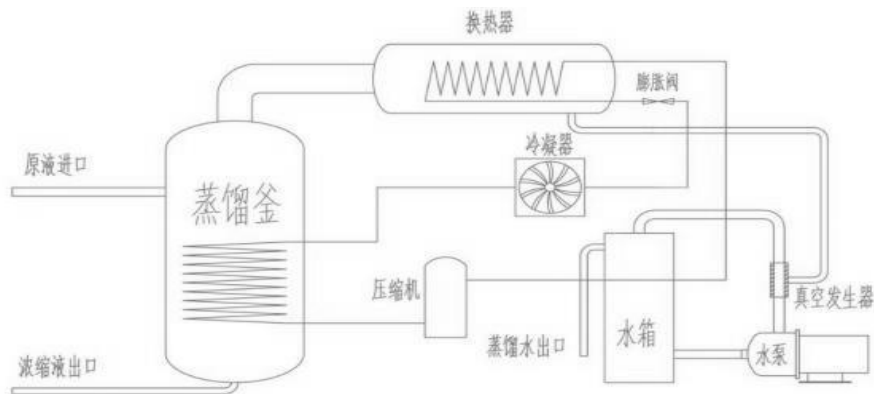 换热器
膨胀阀
冷凝器
原液进口
蒸馏釜
压缩机
真空发生器
蒸馏水出口
水箱
水泵
浓缩液出口